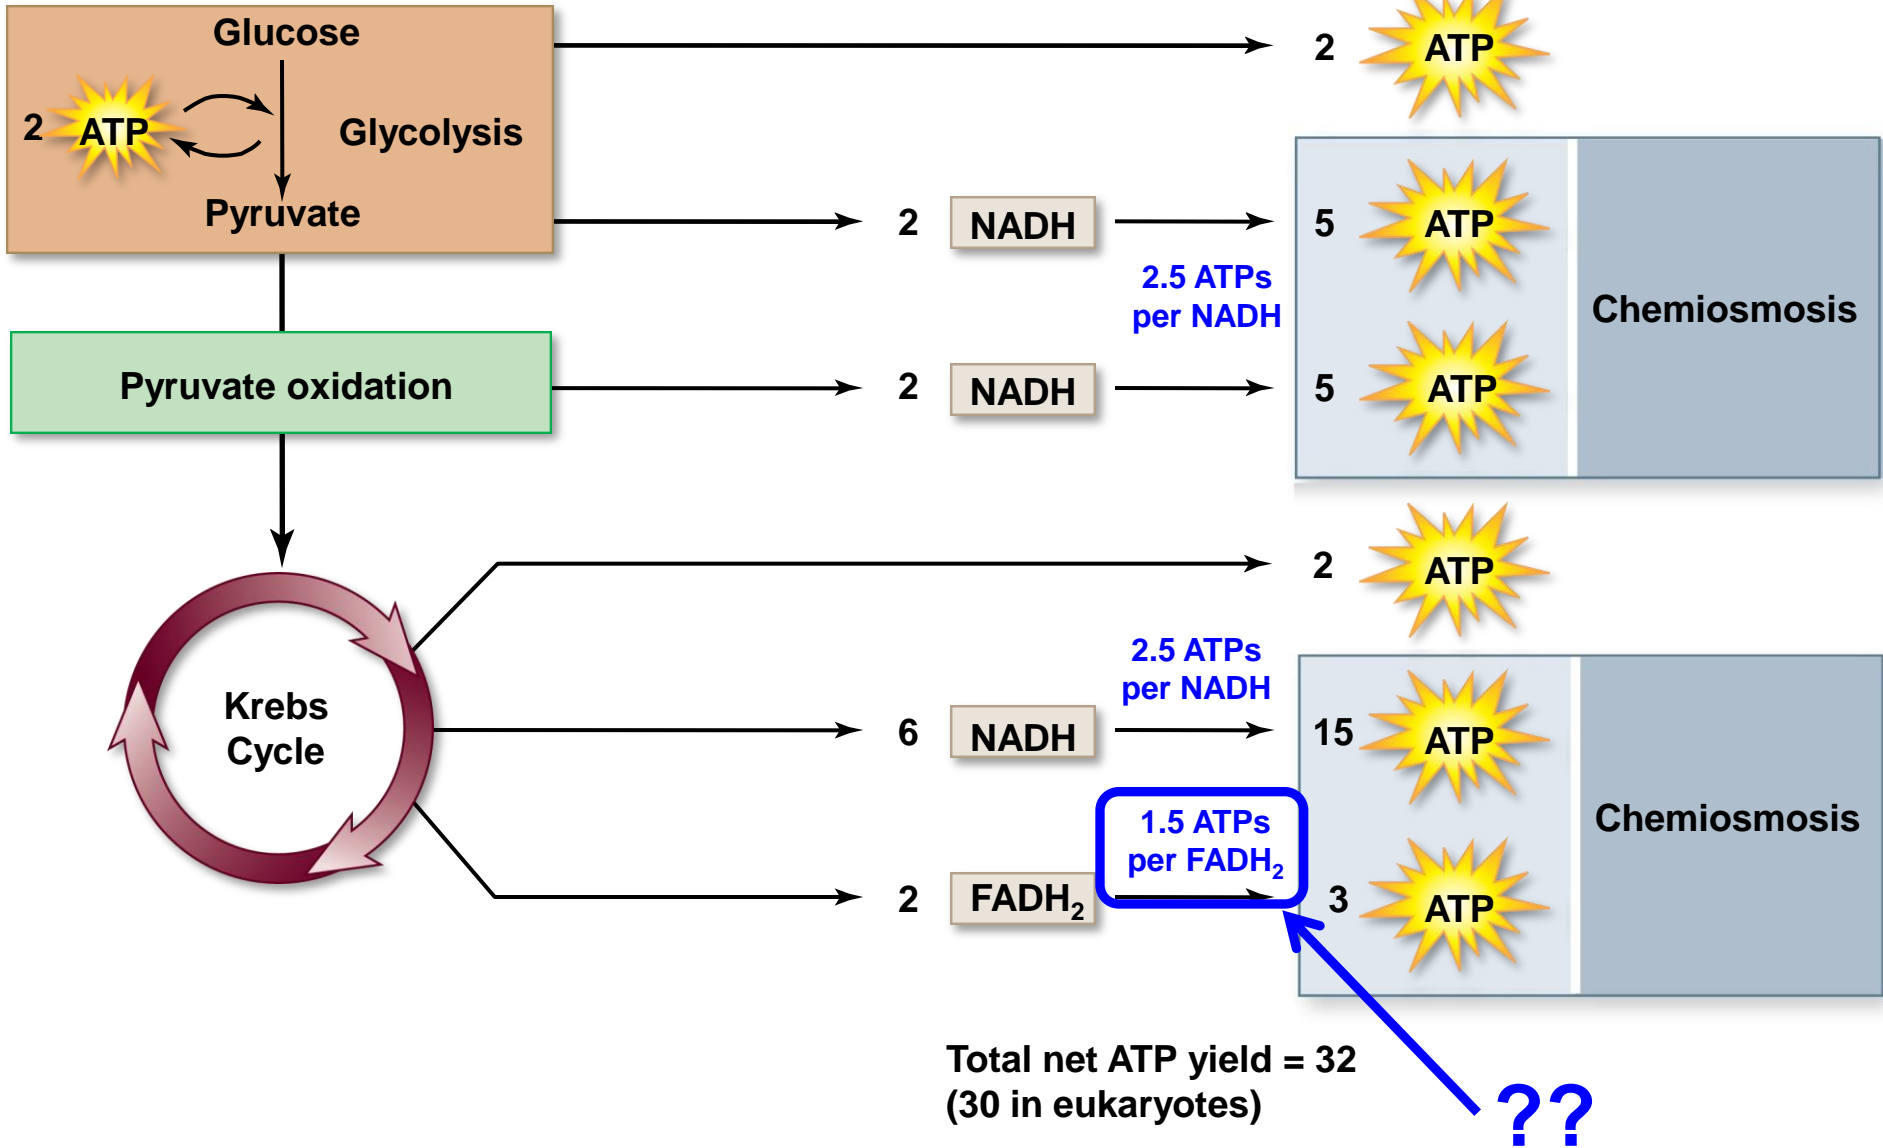 Glucose
2 ATP
2 ATP
Glycolysis
Pyruvate
2 NADH
5 ATP
2.5 ATPs
per NADH
Chemiosmosis
Pyruvate oxidation
2 NADH
5 ATP
2 ATP
2.5 ATPs
per NADH
Krebs
Cycle
6 NADH
15 ATP
1.5 ATPs
per FADH₂
Chemiosmosis
2 FADH₂
3 ATP
Total net ATP yield = 32
(30 in eukaryotes)
??